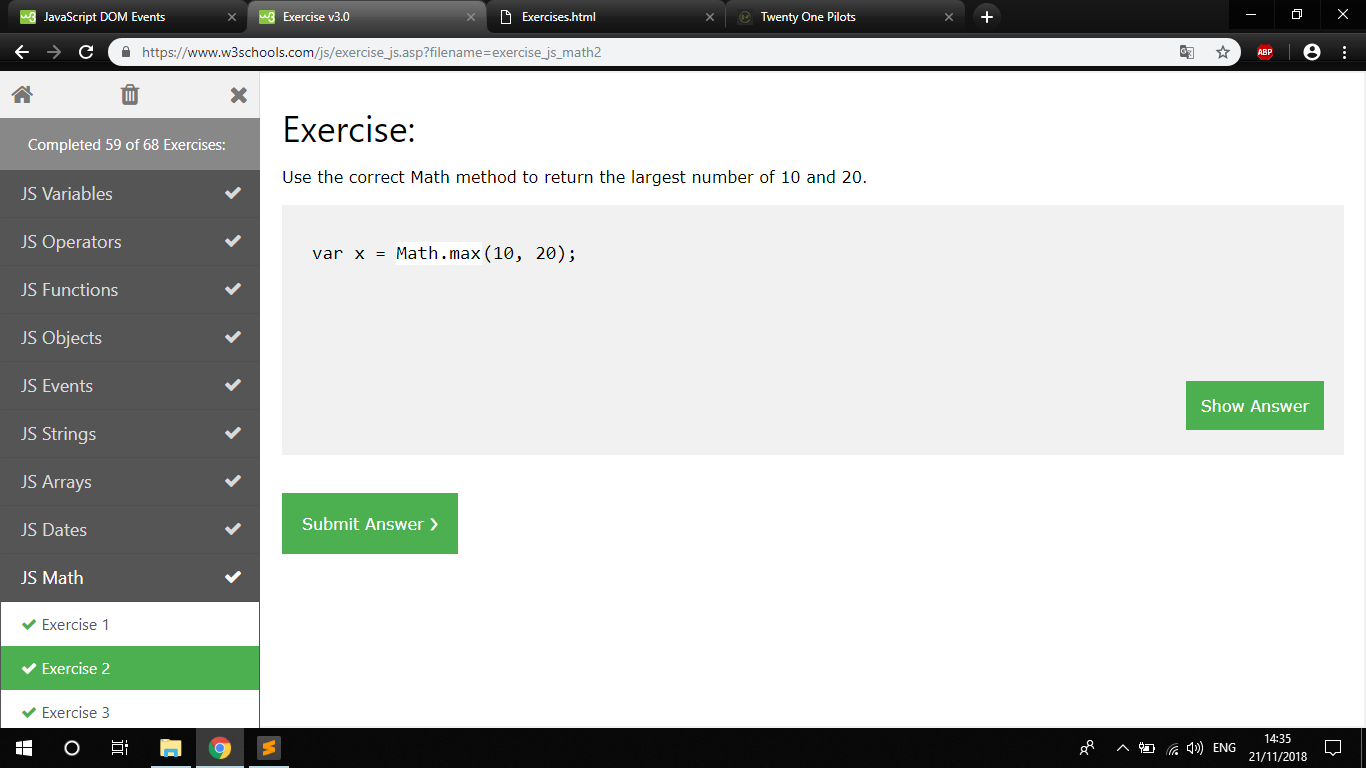 JavaScript DOM Events
Exercise v3.0
Exercises.html
Twenty One Pilots
https://www.w3schools.com/js/exercise_js.asp?filename=exercise_js_math2
ABP
Completed 59 of 68 Exercises:
JS Variables
JS Operators
JS Functions
JS Objects
JS Events
JS Strings
JS Arrays
JS Dates
JS Math
Exercise 1
Exercise 2
Exercise 3
Exercise:
Use the correct Math method to return the largest number of 10 and 20.
var x = Math.max(10, 20);
Show Answer
Submit Answer ❯
ENG
14:35
21/11/2018